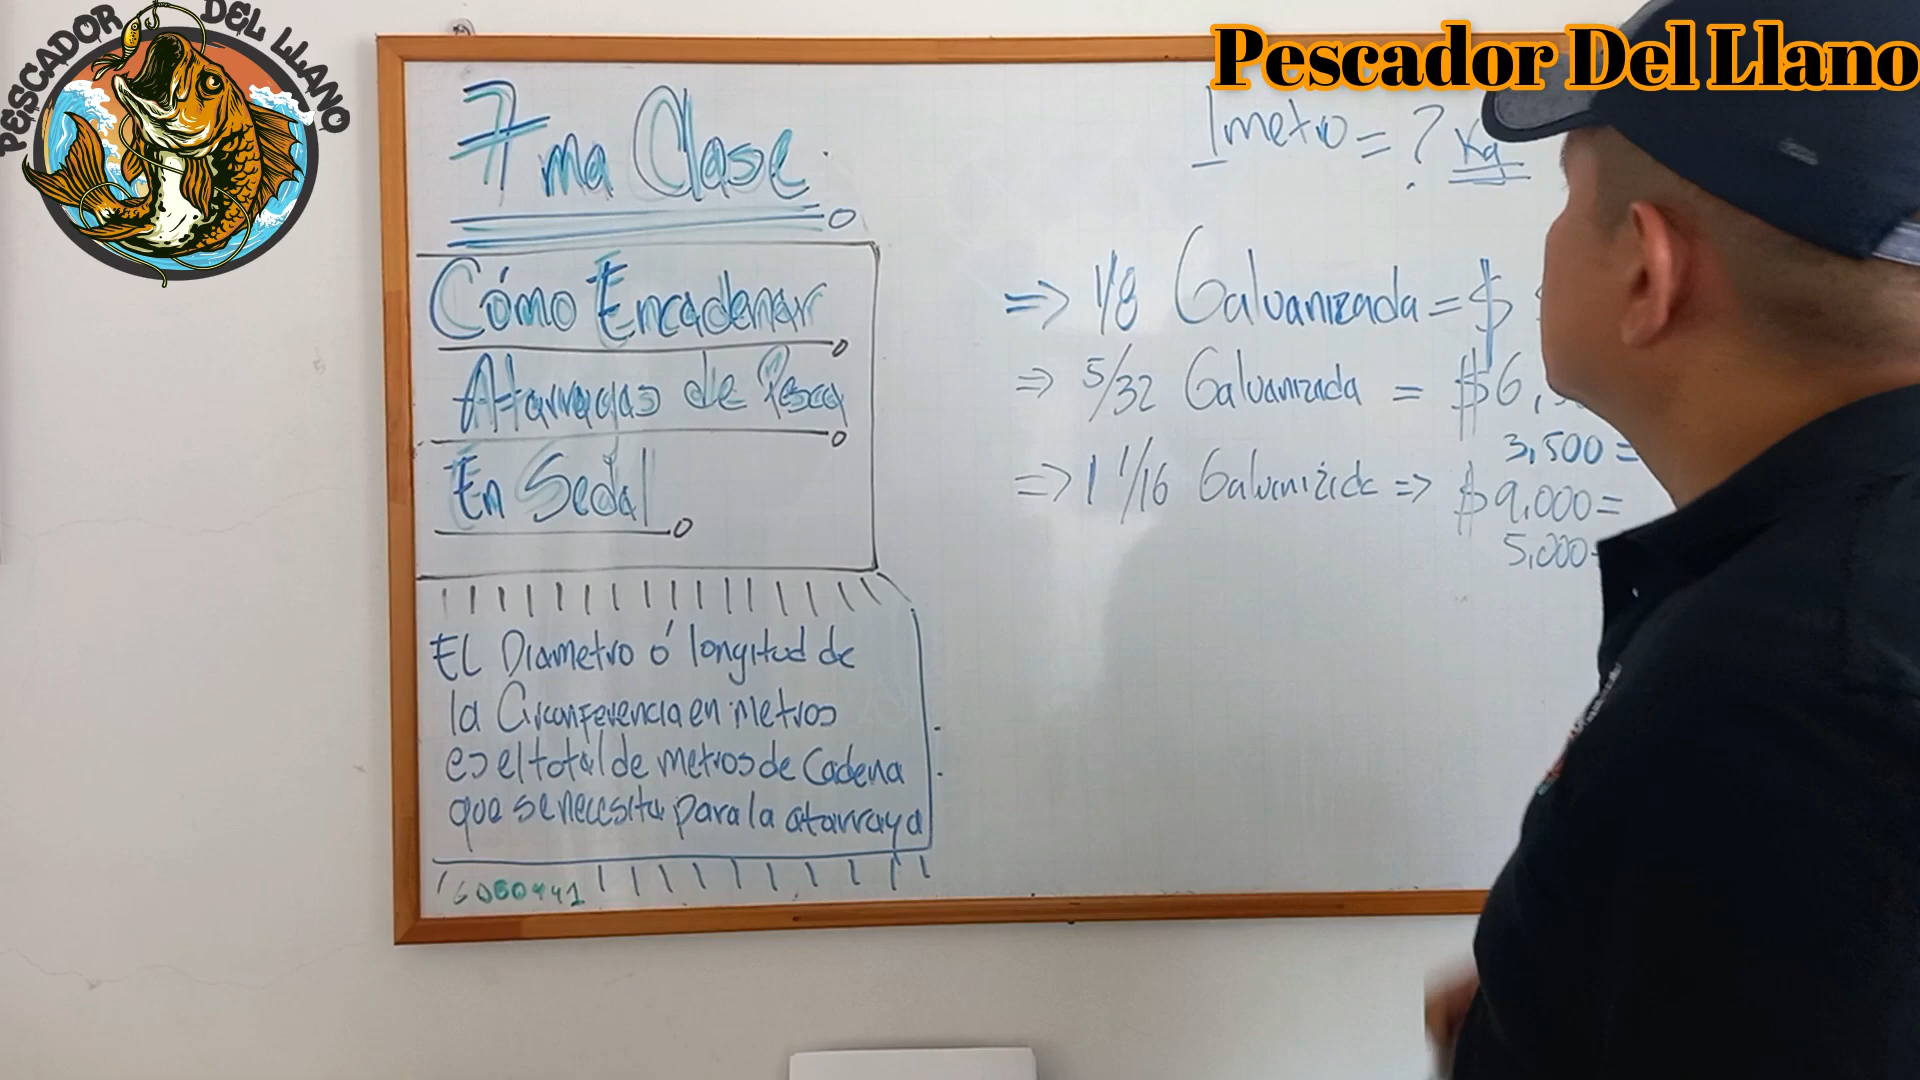 PESCADOR DEL LLANO
Pescador Del Llano
7ma Clase
Cómo Encadenar
Atarrayas de Pesca
En Sedal
El Diametro ó longitud de
la Circunferencia en metros
es el total de metros de Cadena
que se necesita para la atarraya
1 metro = ? Kg
=> 1/8 Galvanizada = $
=> 5/32 Galvanizada = $6,
3,500 =
=> 1 1/16 Galvanizada => $9,000=
5,000